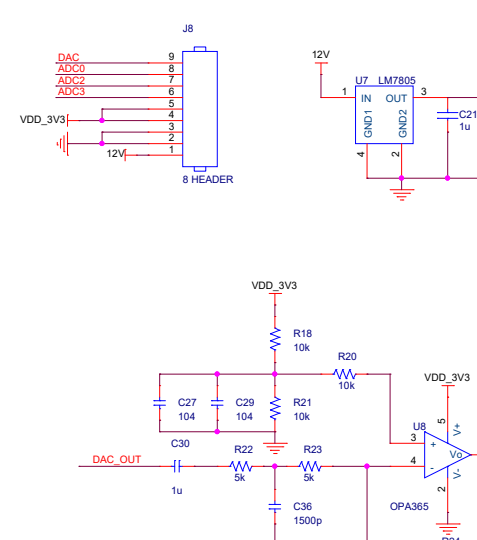 J8
DAC 9
ADC0 8
ADC2 7
ADC3 6
5
VDD_3V3 4
3
2
12V 1
8 HEADER
12V
U7 LM7805
1 IN OUT 3
GND1 GND2
4 2
C21
1u
VDD_3V3
R18
10k
R20
10k
C27
104
C29
104
R21
10k
VDD_3V3
U8
5
V+
3 +
Vo
4 -
V-
2
OPA365
C30
DAC_OUT
1u
R22
5k
R23
5k
C36
1500p